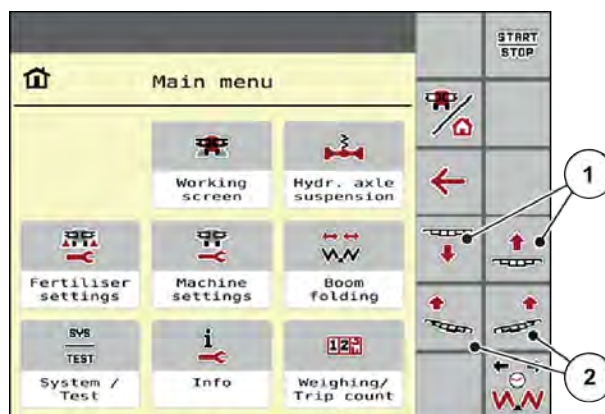 START
STOP
Main menu
Working
screen
Hydr. axle
suspension
1
Fertiliser
settings
Machine
settings
Boom
folding
SYS
TEST
i
123
System /
Test
Info
Weighing/
Trip count
2